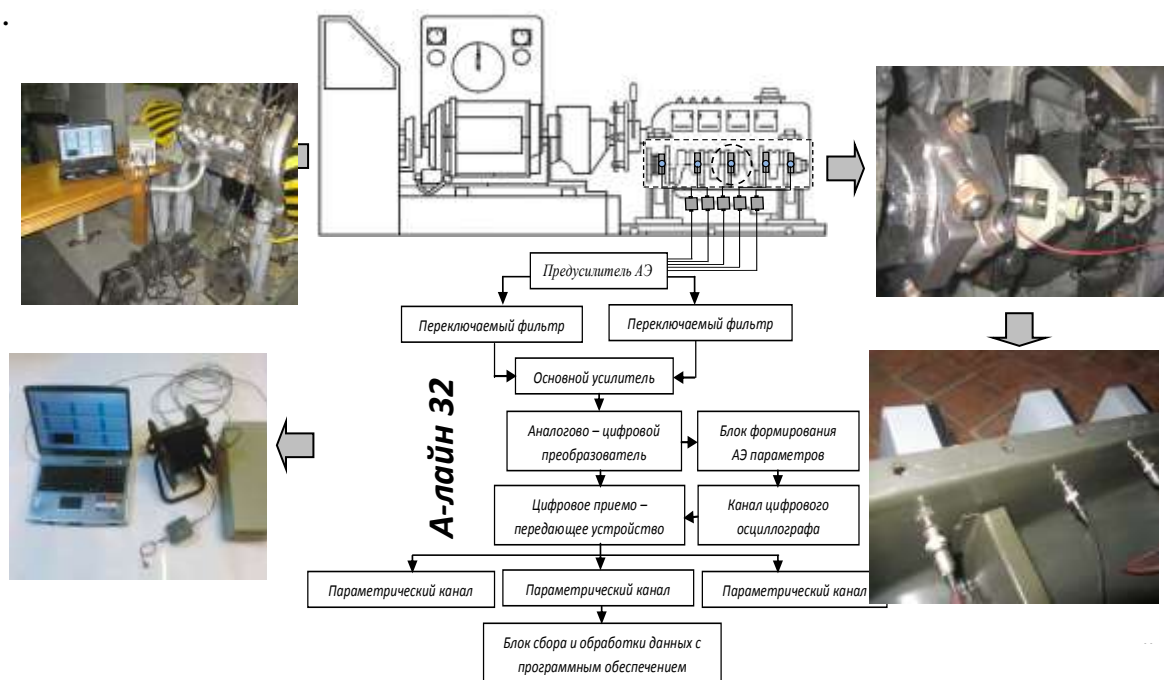 .
Предусилитель АЭ
Переключаемый фильтр
Переключаемый фильтр
Основной усилитель
А-лайн 32
Аналогово – цифровой
преобразователь
Блок формирования
АЭ параметров
Цифровое приемо –
передающее устройство
Канал цифрового
осциллографа
Параметрический канал
Параметрический канал
Параметрический канал
Блок сбора и обработки данных с
программным обеспечением